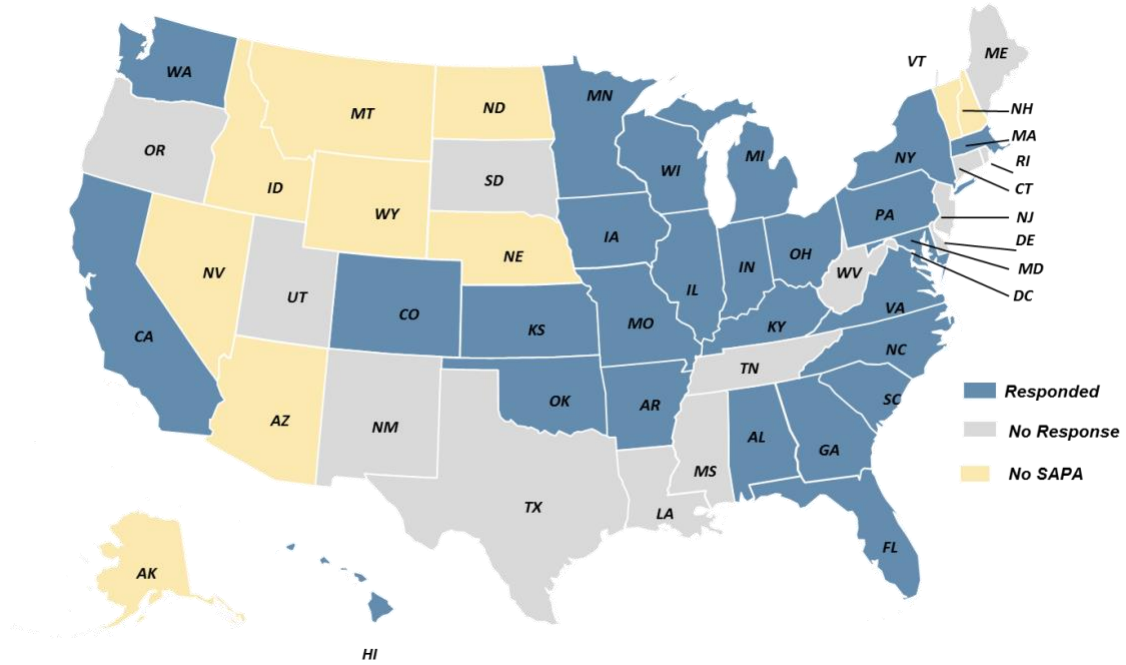 ME
VT
WA
MN
MT
ND
NH
MA
OR
MI
NY
RI
WI
SD
CT
ID
WY
PA
NJ
IA
DE
NE
OH
IN
MD
NV
WV
IL
DC
UT
CO
VA
MO
KY
KS
CA
NC
TN
Responded
SC
OK
AR
AZ
NM
AL
No Response
GA
MS
No SAPA
TX
LA
FL
AK
HI